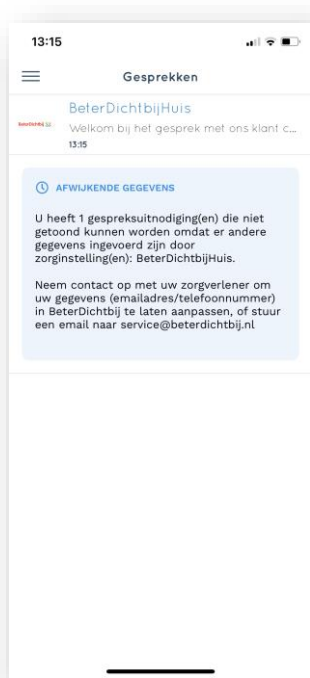 13:15
Gesprekken
BeterDichtbijHuis
BeterDichtbij
Welkom bij het gesprek met ons klant c...
13:15
AFWIJKENDE GEGEVENS
U heeft 1 gespreksuitnodiging(en) die niet
getoond kunnen worden omdat er andere
gegevens ingevoerd zijn door
zorginstelling(en): BeterDichtbijHuis.
Neem contact op met uw zorgverlener om
uw gegevens (emailadres/telefoonnummer)
in BeterDichtbij te laten aanpassen, of stuur
een email naar service@beterdichtbij.nl